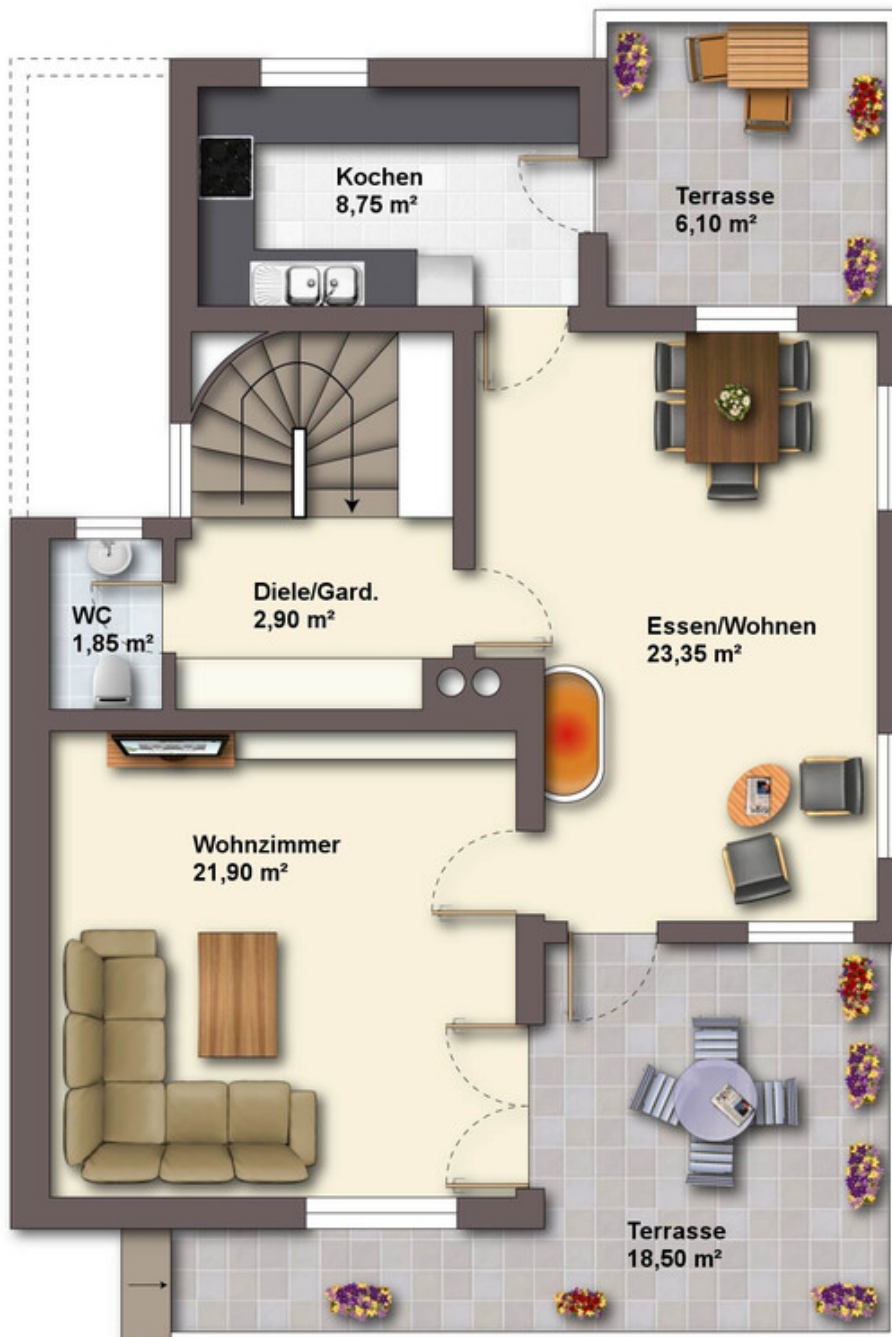 Kochen
8,75 m²
Terrasse
6,10 m²
Diele/Gard.
2,90 m²
WC
1,85 m²
Essen/Wohnen
23,35 m²
Wohnzimmer
21,90 m²
Terrasse
18,50 m²